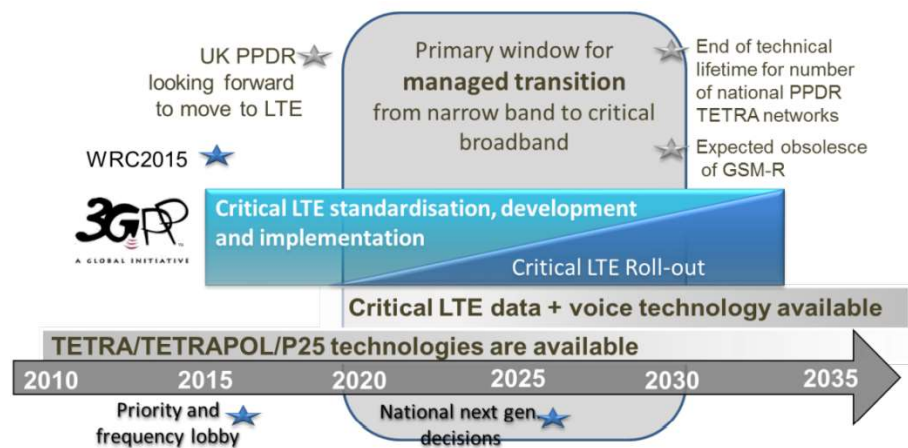 UK PPDR
looking forward
to move to LTE
Primary window for
managed transition
from narrow band to critical
broadband
End of technical
lifetime for number
of national PPDR
TETRA networks
Expected obsolesce
of GSM-R
WRC2015
3GPP
A GLOBAL INITIATIVE
Critical LTE standardisation, development
and implementation
Critical LTE Roll-out
Critical LTE data + voice technology available
TETRA/TETRAPOL/P25 technologies are available
2010 2015 2020 2025 2030 2035
Priority and
frequency lobby
National next gen.
decisions